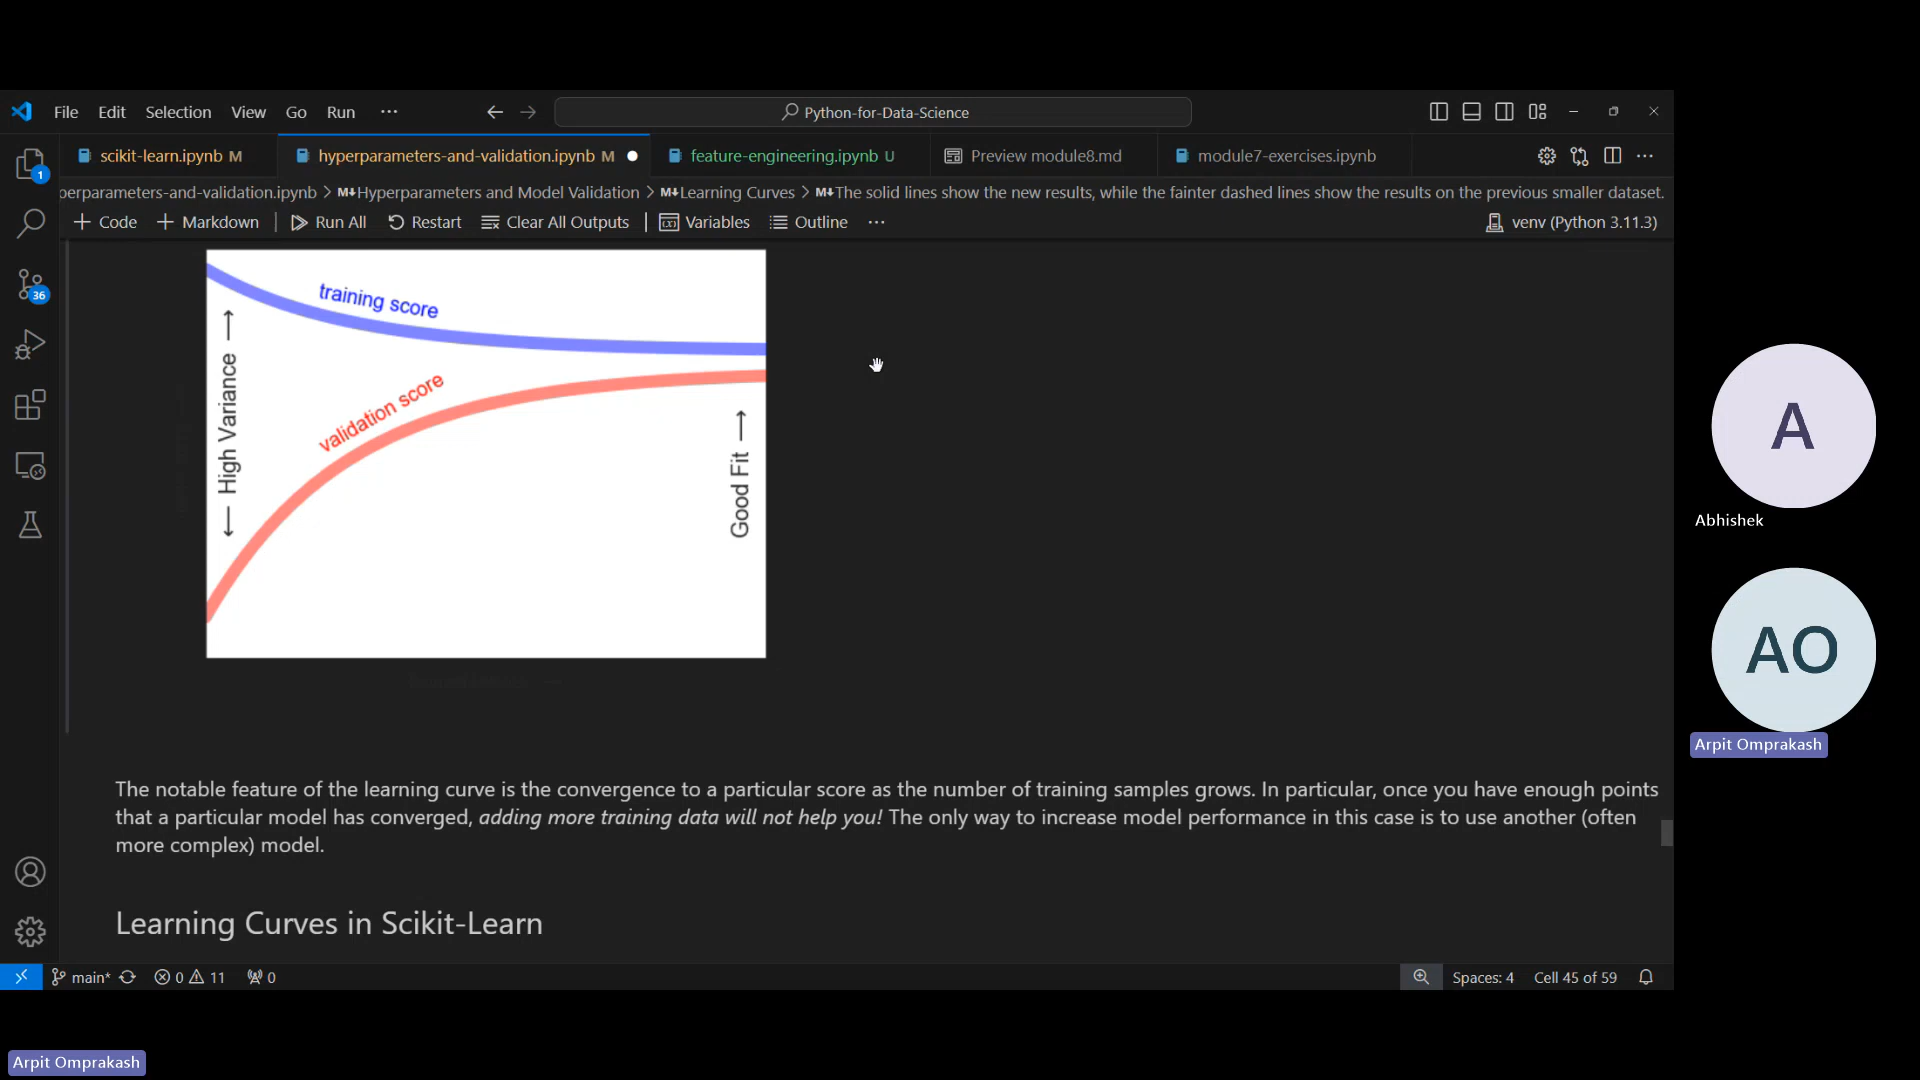 File Edit Selection View Go Run ···
Python-for-Data-Science
scikit-learn.ipynb M
hyperparameters-and-validation.ipynb M
feature-engineering.ipynb U
Preview module8.md
module7-exercises.ipynb
perparameters-and-validation.ipynb > M↓Hyperparameters and Model Validation > M↓Learning Curves > M↓The solid lines show the new results, while the fainter dashed lines show the results on the previous smaller dataset.
+ Code + Markdown | Run All Restart Clear All Outputs | Variables Outline ···
venv (Python 3.11.3)
1
36
training score
validation score
← High Variance →
Good Fit →
The notable feature of the learning curve is the convergence to a particular score as the number of training samples grows. In particular, once you have enough points
that a particular model has converged, adding more training data will not help you! The only way to increase model performance in this case is to use another (often
more complex) model.
Learning Curves in Scikit-Learn
main* 0 11 0
Spaces: 4 Cell 45 of 59
A
Abhishek
AO
Arpit Omprakash
Arpit Omprakash